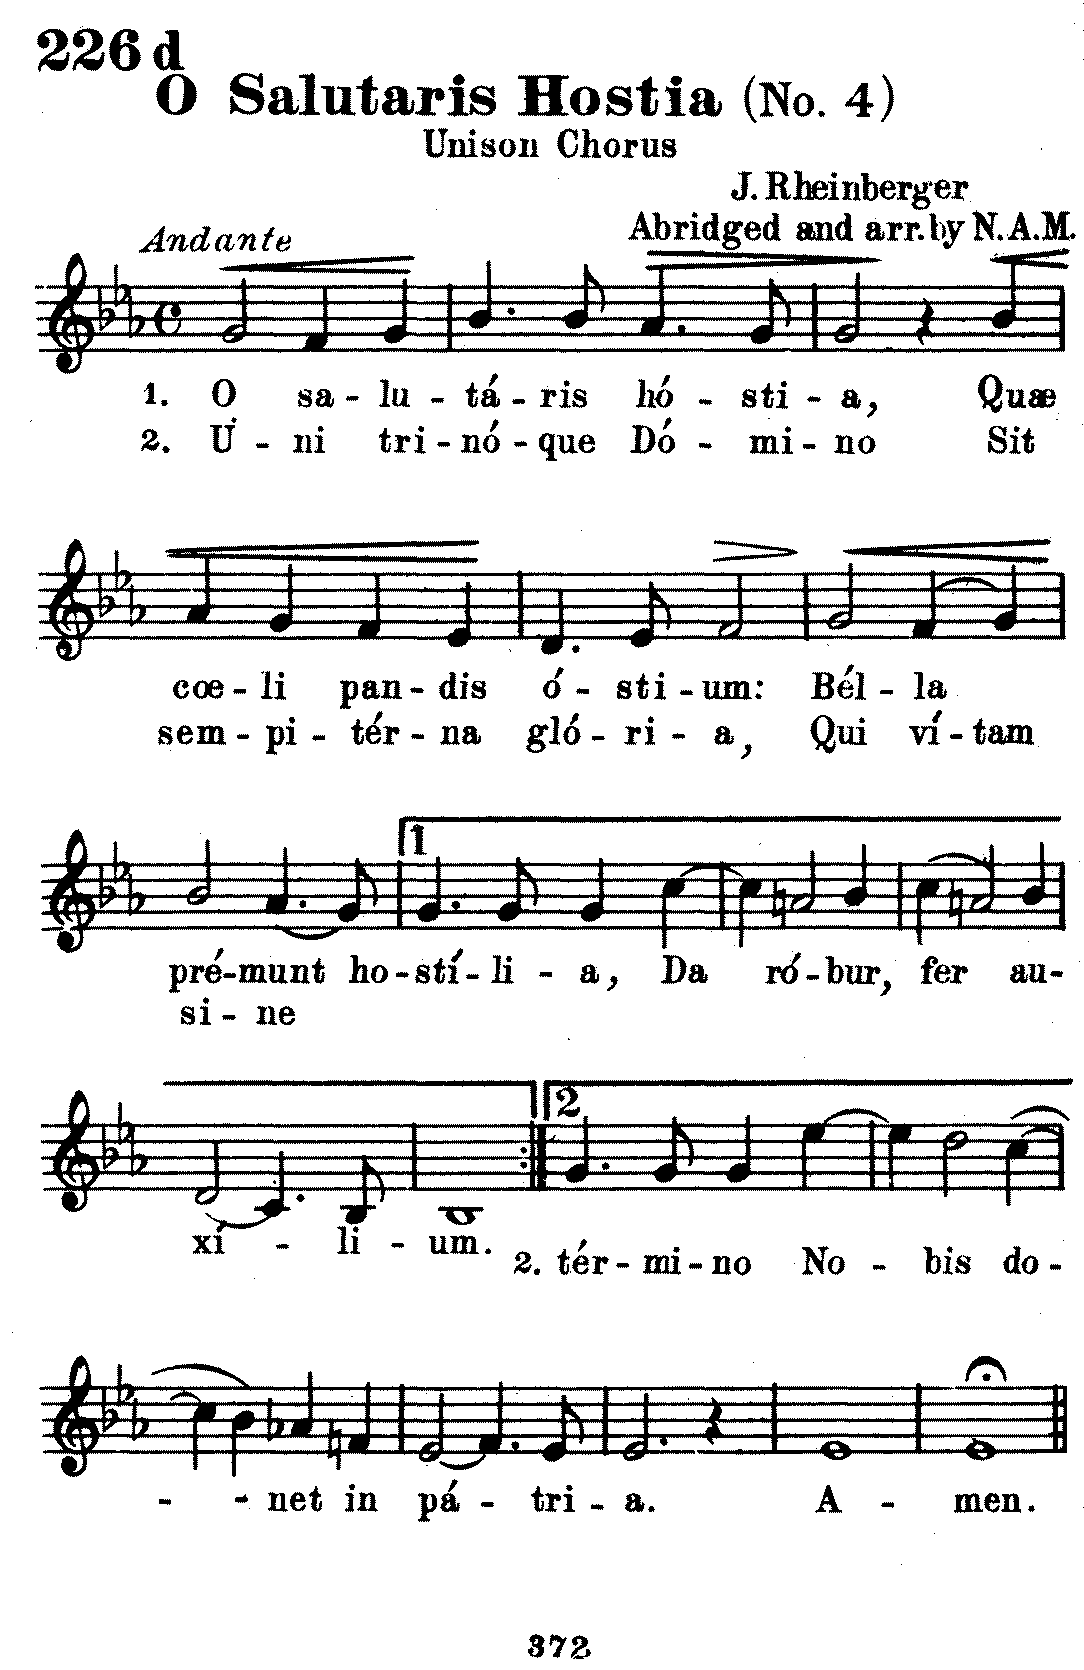 226 d
O Salutaris Hostia (No. 4)
Unison Chorus
J. Rheinberger
Abridged and arr. by N.A.M.
Andante
1. O sa - lu - tá - ris hó - sti - a, Quæ
2. U - ni tri - nó - que Dó - mi - no Sit
cœ - li pan - dis ó - sti - um: Bél - la
sem - pi - tér - na gló - ri - a, Qui ví - tam
1
pré - munt ho - stí - li - a, Da ró - bur, fer au -
si - ne
2
xí - li - um.
2. tér - mi - no No - bis do -
- - net in pá - tri - a. A - men.
372